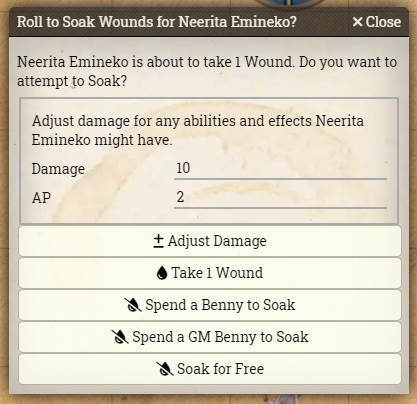 Roll to Soak Wounds for Neerita Emineko? Close
Neerita Emineko is about to take 1 Wound. Do you want to
attempt to Soak?
Adjust damage for any abilities and effects Neerita
Emineko might have.
Damage 10
AP 2
Adjust Damage
Take 1 Wound
Spend a Benny to Soak
Spend a GM Benny to Soak
Soak for Free